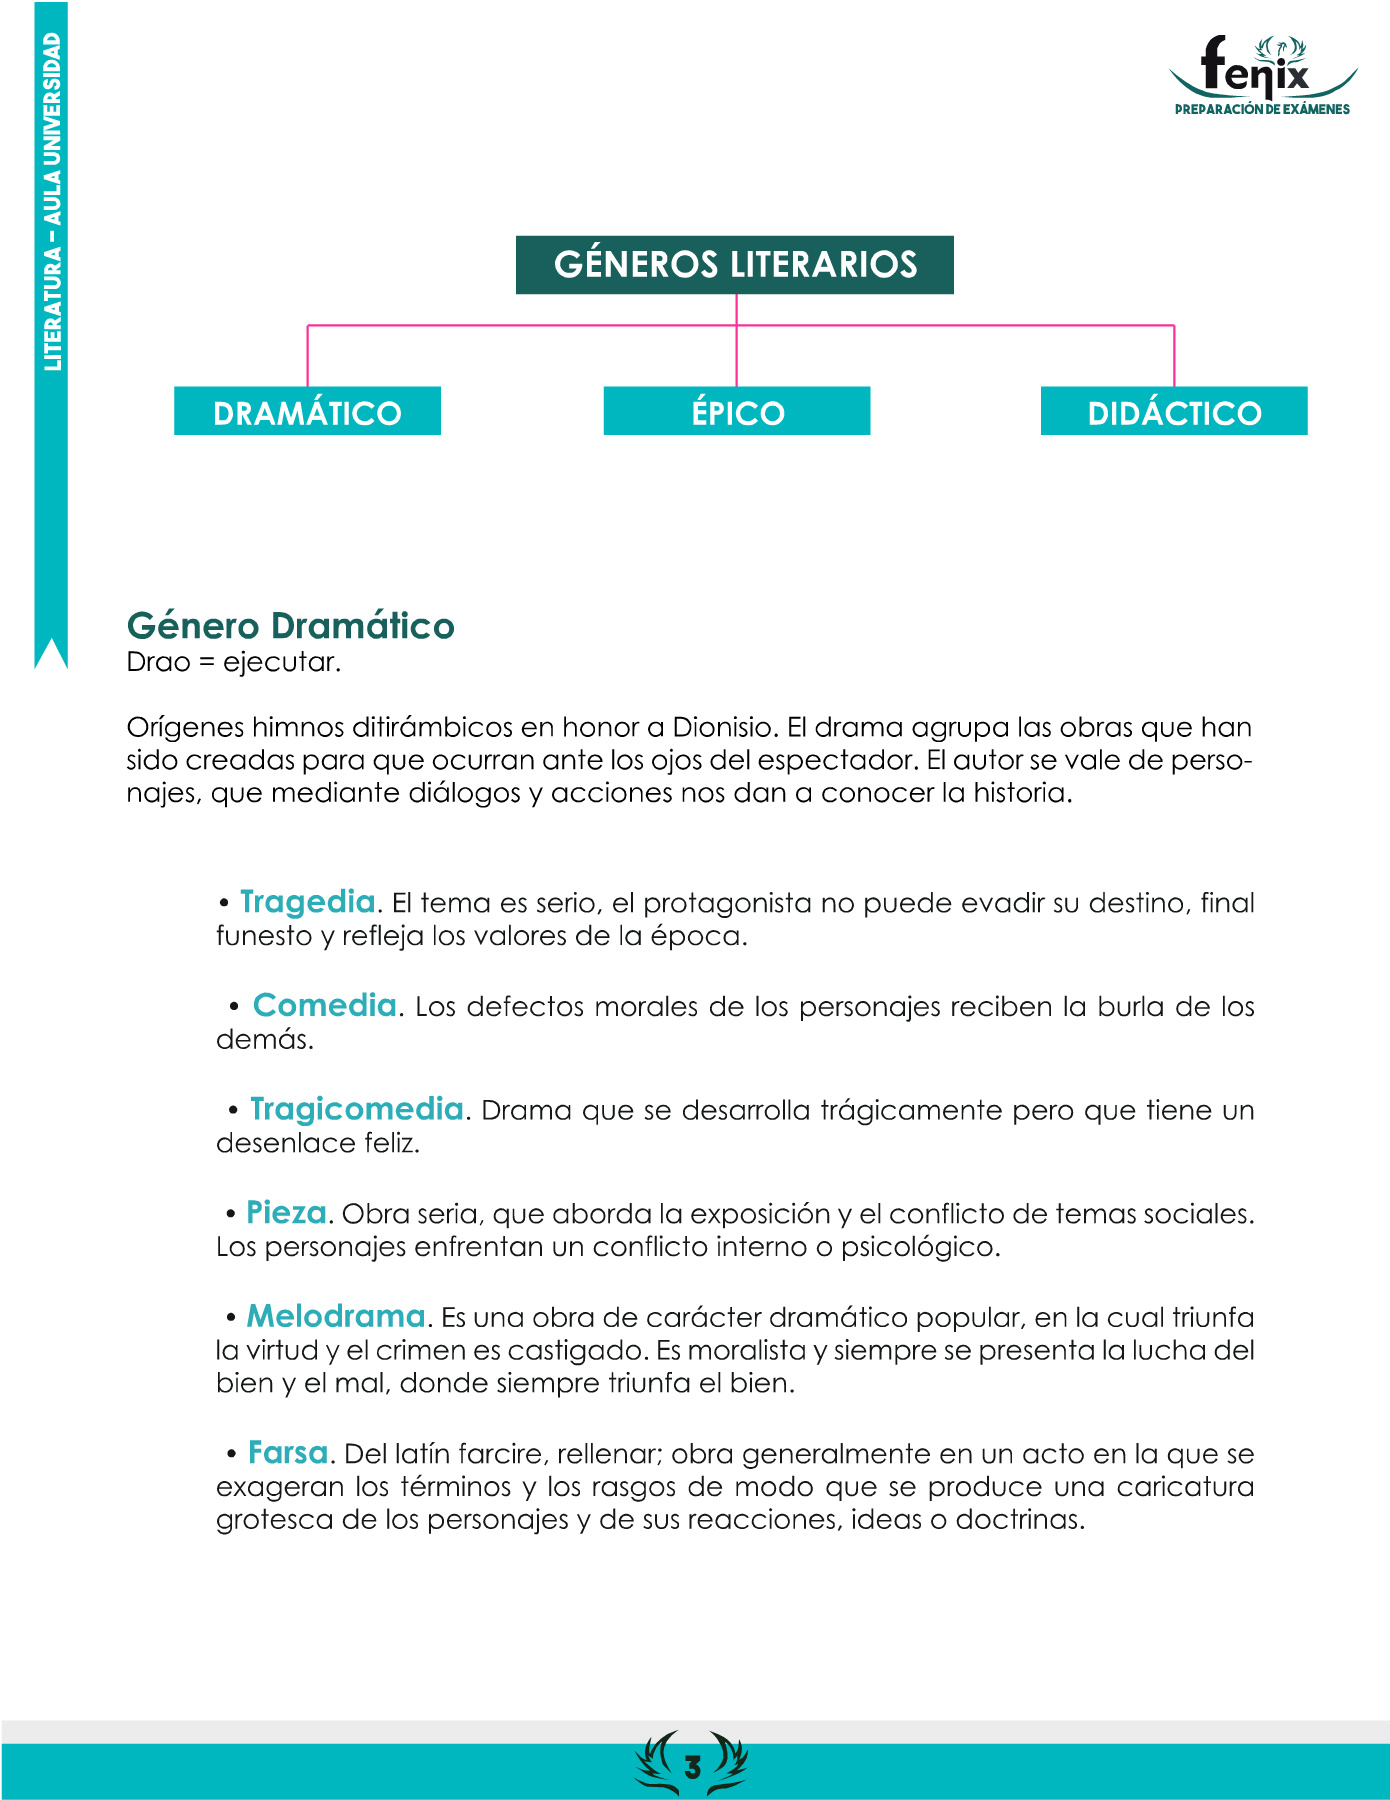 LITERATURA – AULA UNIVERSIDAD
fenix
PREPARACIÓN DE EXÁMENES
GÉNEROS LITERARIOS
DRAMÁTICO
ÉPICO
DIDÁCTICO
Género Dramático
Drao = ejecutar.
Orígenes himnos ditirámbicos en honor a Dionisio. El drama agrupa las obras que han
sido creadas para que ocurran ante los ojos del espectador. El autor se vale de perso-
najes, que mediante diálogos y acciones nos dan a conocer la historia.
• Tragedia. El tema es serio, el protagonista no puede evadir su destino, final
funesto y refleja los valores de la época.
• Comedia. Los defectos morales de los personajes reciben la burla de los
demás.
• Tragicomedia. Drama que se desarrolla trágicamente pero que tiene un
desenlace feliz.
• Pieza. Obra seria, que aborda la exposición y el conflicto de temas sociales.
Los personajes enfrentan un conflicto interno o psicológico.
• Melodrama. Es una obra de carácter dramático popular, en la cual triunfa
la virtud y el crimen es castigado. Es moralista y siempre se presenta la lucha del
bien y el mal, donde siempre triunfa el bien.
• Farsa. Del latín farcire, rellenar; obra generalmente en un acto en la que se
exageran los términos y los rasgos de modo que se produce una caricatura
grotesca de los personajes y de sus reacciones, ideas o doctrinas.
3